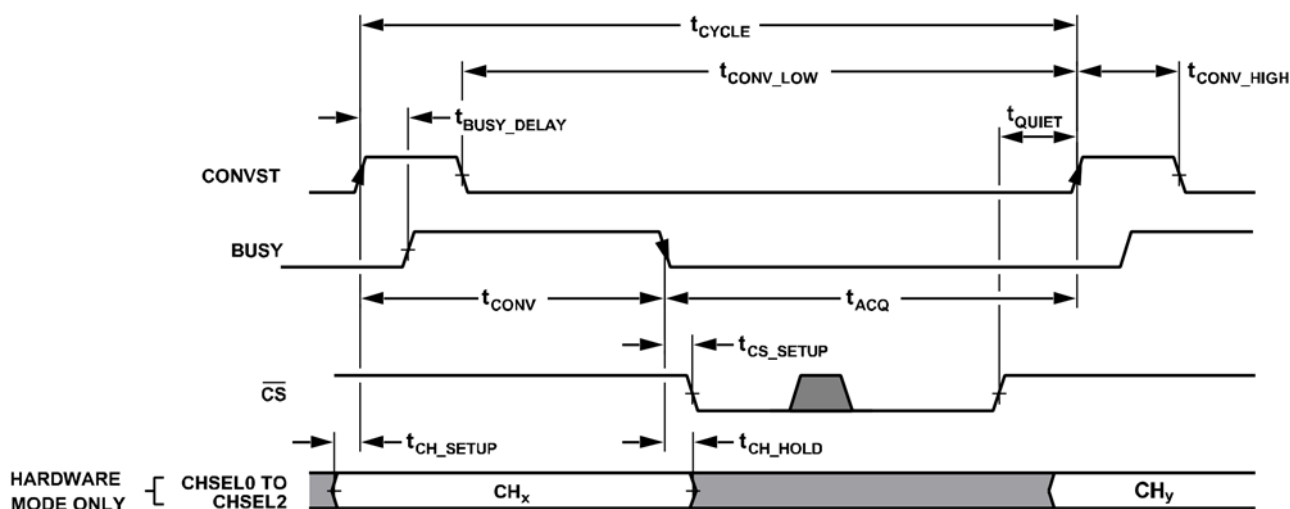 tCYCLE
tCONV_LOW
tCONV_HIGH
tBUSY_DELAY
tQUIET
CONVST
BUSY
tCONV
tACQ
tCS_SETUP
CS
tCH_SETUP
tCH_HOLD
HARDWARE
MODE ONLY
CHSEL0 TO
CHSEL2
CHx
CHy